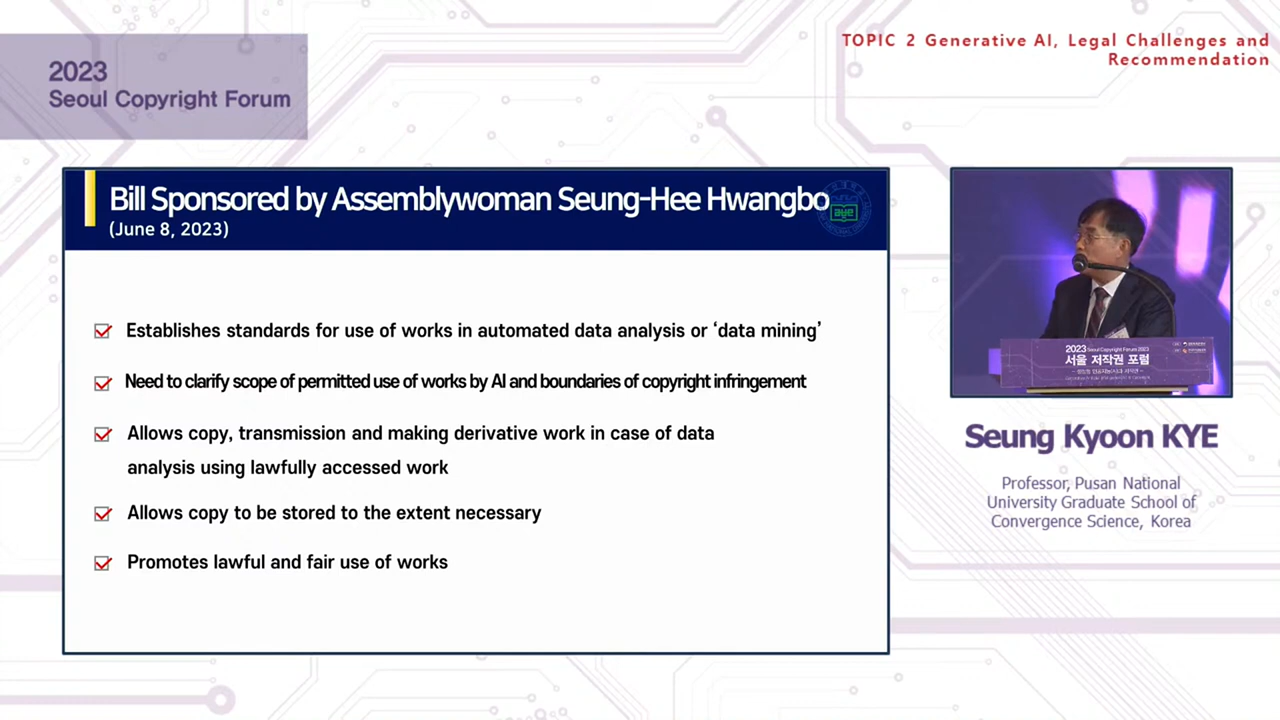 TOPIC 2 Generative AI, Legal Challenges and
Recommendation
2023
Seoul Copyright Forum
Bill Sponsored by Assemblywoman Seung-Hee Hwangbo
(June 8, 2023)
Establishes standards for use of works in automated data analysis or ‘data mining’
Need to clarify scope of permitted use of works by AI and boundaries of copyright infringement
Allows copy, transmission and making derivative work in case of data
analysis using lawfully accessed work
Allows copy to be stored to the extent necessary
Promotes lawful and fair use of works
2023 Seoul Copyright Forum 2023
서울 저작권 포럼
Seung Kyoon KYE
Professor, Pusan National
University Graduate School of
Convergence Science, Korea